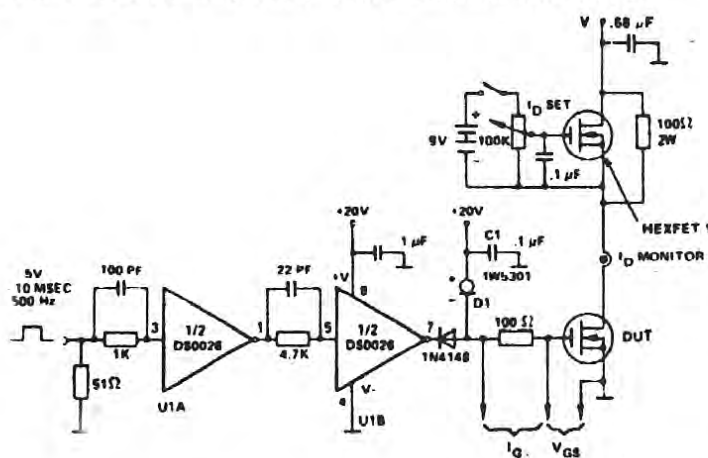 V
.68 μF
I_D SET
+
9V
-
100K
.1 μF
100Ω
2W
HEXFET 1
I_D MONITOR
+20V
1 μF
+20V
C1
.1 μF
5V
10 MSEC
500 Hz
100 PF
22 PF
+V
8
1W5301
+
-
D1
3
1/2
DS0026
1
5
1/2
DS0026
7
100 Ω
DUT
1K
4.7K
1N4148
51Ω
V-
4
U1A
U1B
I_G
V_GS